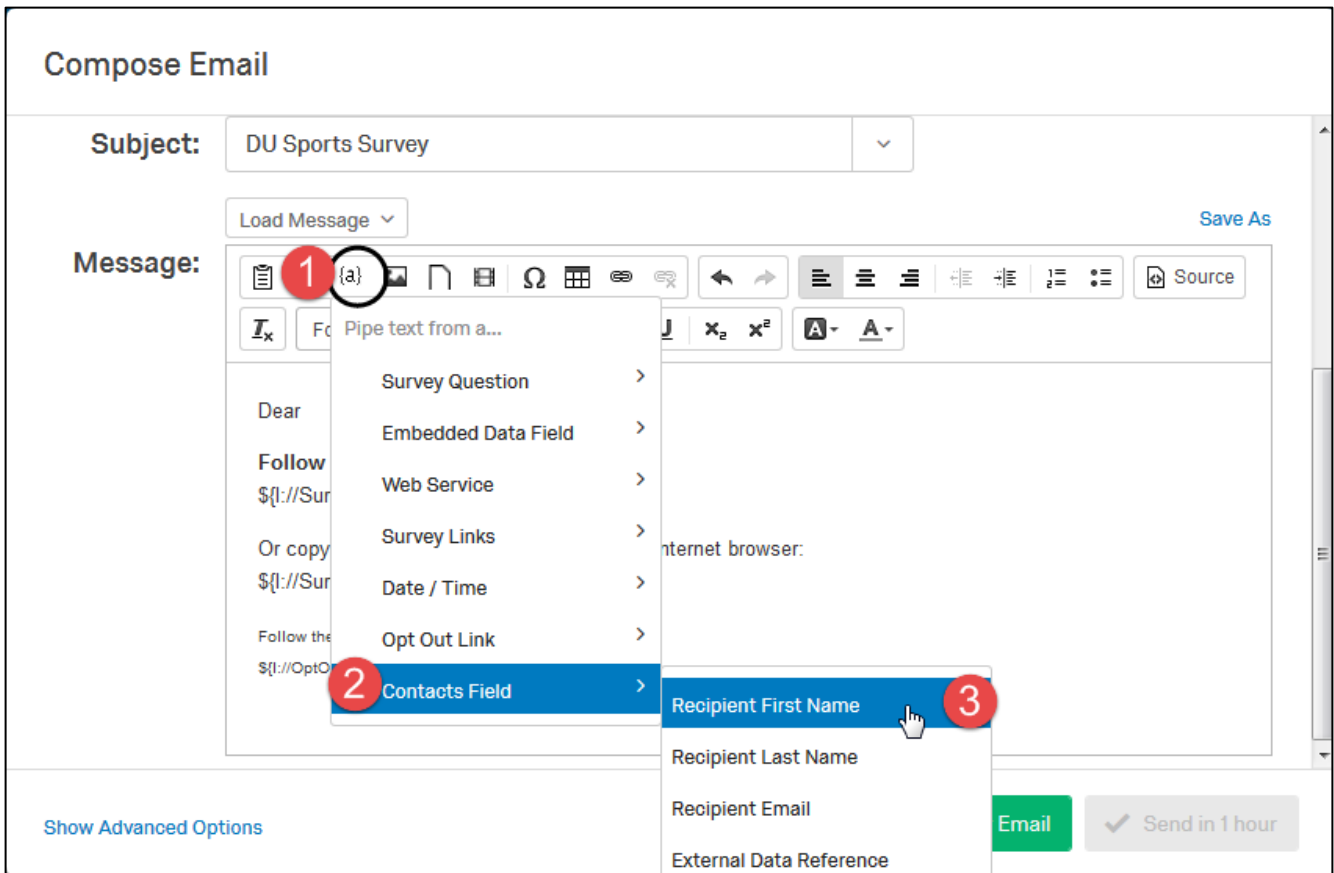 Compose Email
Subject: DU Sports Survey
Load Message Save As
Message:
1 {a} Ω Source
Ix Pipe text from a... x₂ x² A A
Survey Question
Dear
Embedded Data Field
Follow
Web Service
${l://Sur
Survey Links
Or copy nternet browser:
${l://Sur
Date / Time
Follow the
Opt Out Link
${l://OptO
2 Contacts Field
Recipient First Name 3
Recipient Last Name
Recipient Email
Show Advanced Options Email Send in 1 hour
External Data Reference